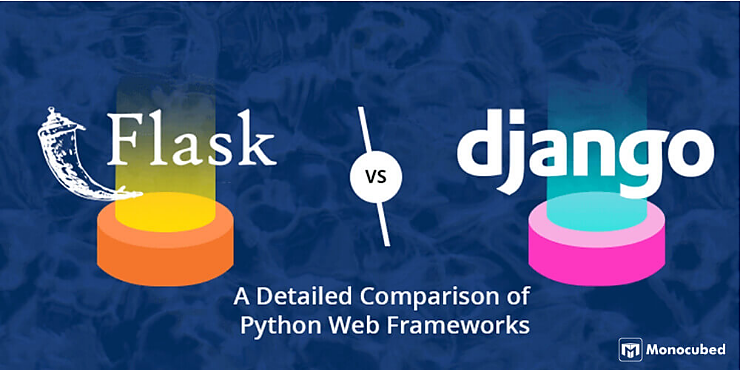 Flask
VS
django
A Detailed Comparison of
Python Web Frameworks
Monocubed